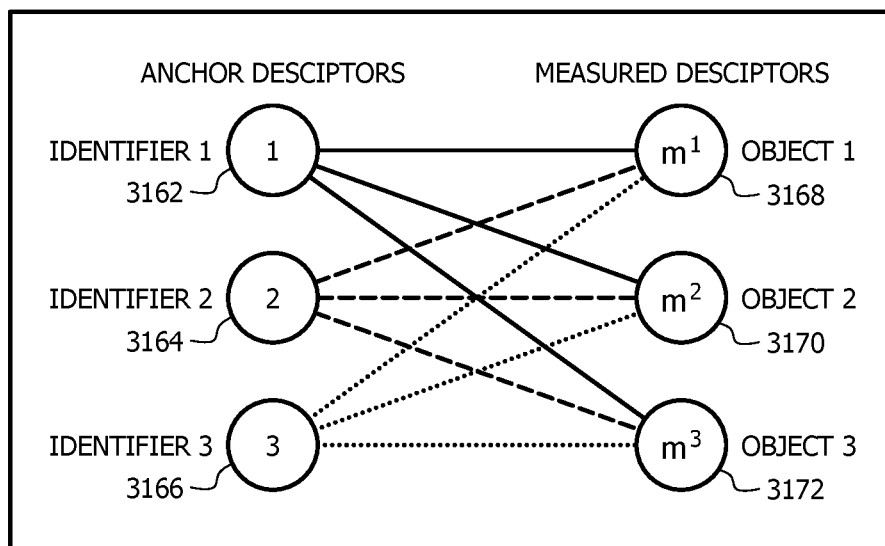 ANCHOR DESCIPTORS MEASURED DESCIPTORS
IDENTIFIER 1 1 m¹ OBJECT 1
3162 3168
IDENTIFIER 2 2 m² OBJECT 2
3164 3170
IDENTIFIER 3 3 m³ OBJECT 3
3166 3172